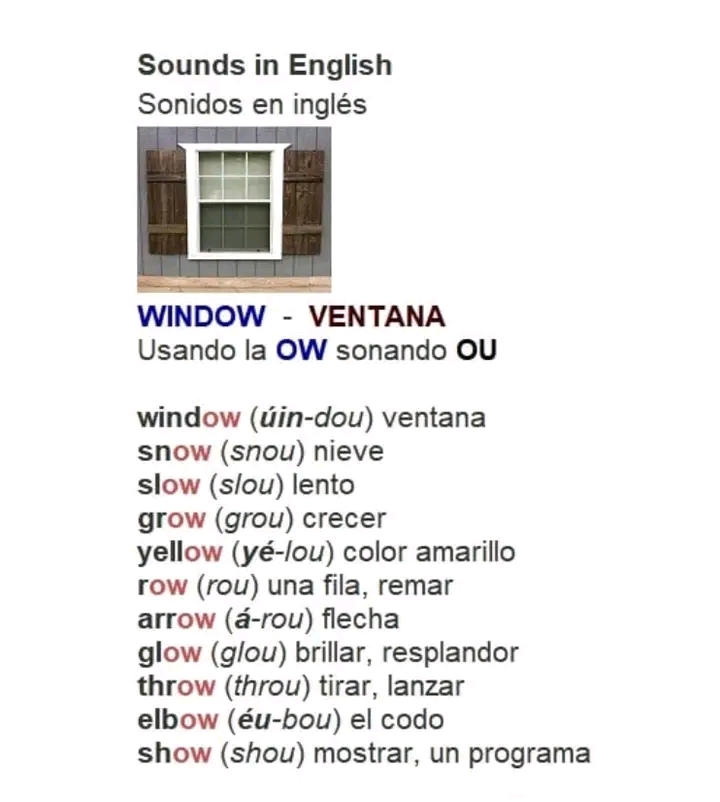 Sounds in English
Sonidos en inglés
WINDOW - VENTANA
Usando la OW sonando OU
window (úin-dou) ventana
snow (snou) nieve
slow (slou) lento
grow (grou) crecer
yellow (yé-lou) color amarillo
row (rou) una fila, remar
arrow (á-rou) flecha
glow (glou) brillar, resplandor
throw (throu) tirar, lanzar
elbow (éu-bou) el codo
show (shou) mostrar, un programa